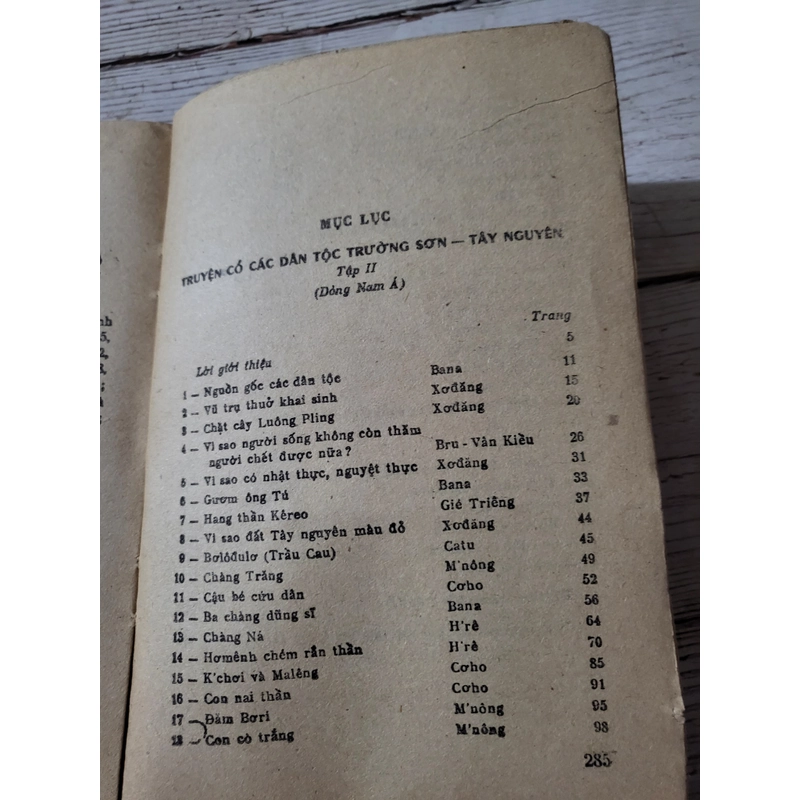 MỤC LỤC
TRUYỆN CỔ CÁC DÂN TỘC TRƯỜNG SƠN — TÂY NGUYÊN
Tập II
(Dòng Nam Á)
Trang
Lời giới thiệu 5
1 — Nguồn gốc các dân tộc Bana 11
2 — Vũ trụ thuở khai sinh Xơđăng 15
3 — Chặt cây Luông Pling Xơđăng 20
4 — Vì sao người sống không còn thăm
người chết được nữa? Bru - Vân Kiều 26
5 — Vì sao có nhật thực, nguyệt thực Xơđăng 31
6 — Gươm ông Tú Bana 33
7 — Hang thần Kéreo Gié Triêng 37
8 — Vì sao đất Tây nguyên màu đỏ Xơđăng 44
9 — Bơlôđulơ (Trầu Cau) Catu 45
10 — Chàng Trăng M'nông 49
11 — Cậu bé cứu dân Cơho 52
12 — Ba chàng dũng sĩ Bana 56
13 — Chàng Ná H'rê 64
14 — Hơmênh chém rắn thần H'rê 70
15 — K'chơi và Malêng Cơho 85
16 — Con nai thần Cơho 91
17 — Đăm Bơri M'nông 95
18 — Con cò trắng M'nông 98
285